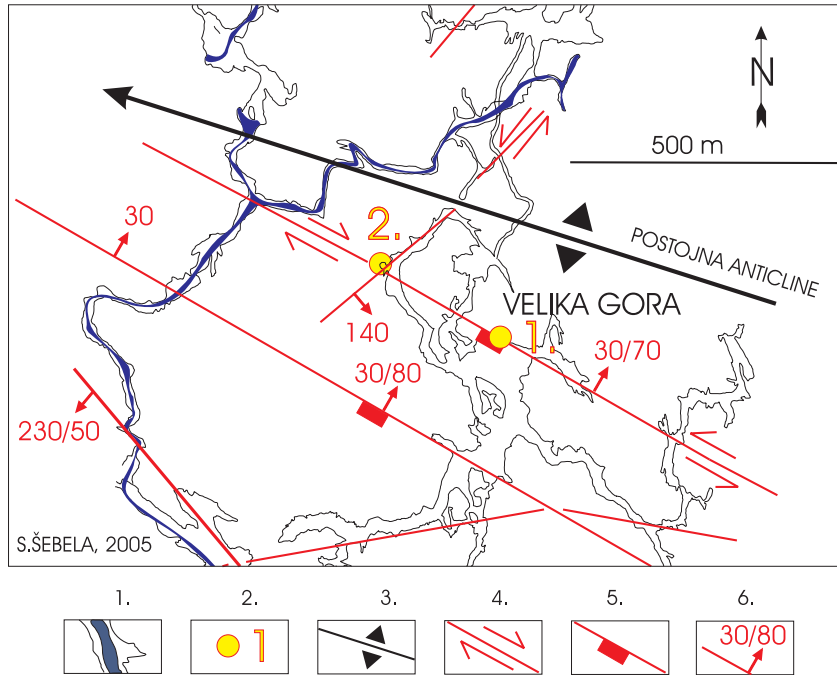 N
500 m
30
2.
POSTOJNA ANTICLINE
VELIKA GORA
140
1.
30/70
30/80
230/50
S.ŠEBELA, 2005
1. 2. 3. 4. 5. 6.
1 30/80